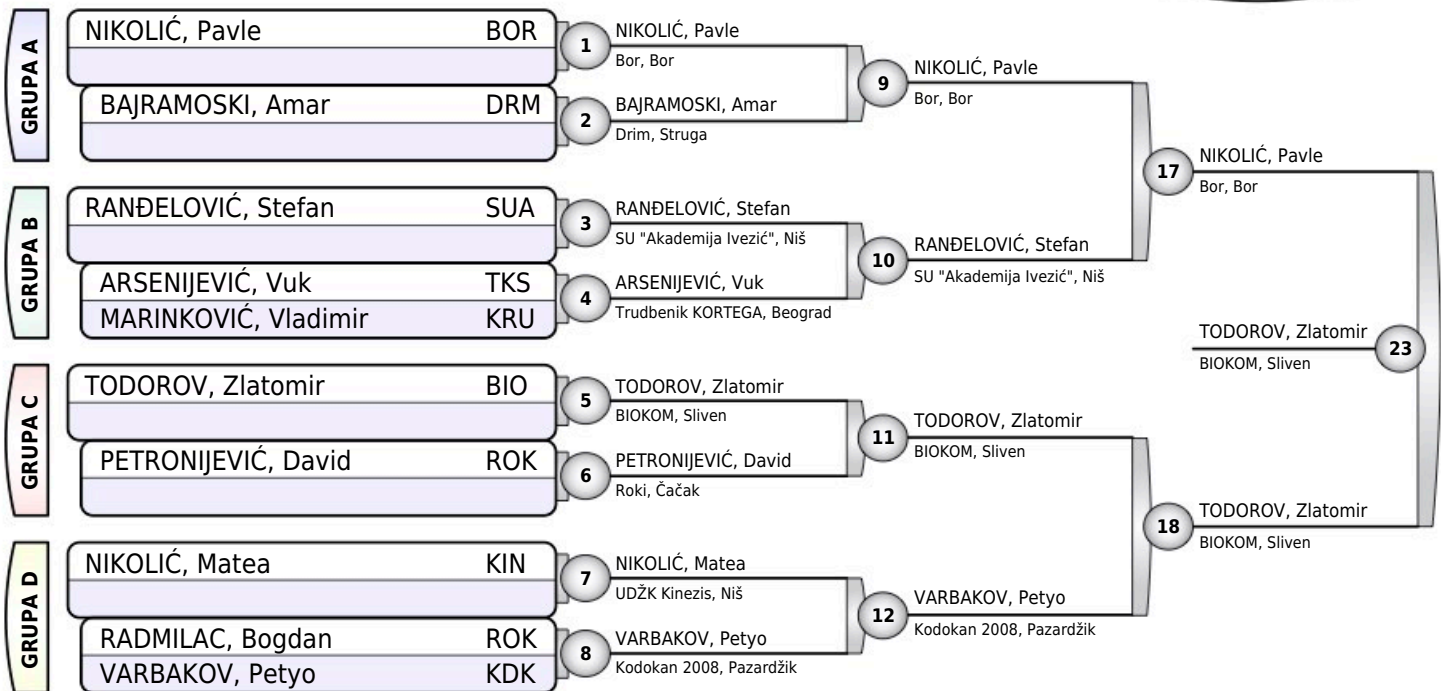 GRUPA A
NIKOLIĆ, Pavle BOR
BAJRAMOSKI, Amar DRM
GRUPA B
RANĐELOVIĆ, Stefan SUA
ARSENIJEVIĆ, Vuk TKS
MARINKOVIĆ, Vladimir KRU
GRUPA C
TODOROV, Zlatomir BIO
PETRONIJEVIĆ, David ROK
GRUPA D
NIKOLIĆ, Matea KIN
RADMILAC, Bogdan ROK
VARBAKOV, Petyo KDK
1
NIKOLIĆ, Pavle
Bor, Bor
2
BAJRAMOSKI, Amar
Drim, Struga
3
RANĐELOVIĆ, Stefan
SU "Akademija Ivezić", Niš
4
ARSENIJEVIĆ, Vuk
Trudbenik KORTEGA, Beograd
5
TODOROV, Zlatomir
BIOKOM, Sliven
6
PETRONIJEVIĆ, David
Roki, Čačak
7
NIKOLIĆ, Matea
UDŽK Kinezis, Niš
8
VARBAKOV, Petyo
Kodokan 2008, Pazardžik
9
NIKOLIĆ, Pavle
Bor, Bor
10
RANĐELOVIĆ, Stefan
SU "Akademija Ivezić", Niš
11
TODOROV, Zlatomir
BIOKOM, Sliven
12
VARBAKOV, Petyo
Kodokan 2008, Pazardžik
17
NIKOLIĆ, Pavle
Bor, Bor
18
TODOROV, Zlatomir
BIOKOM, Sliven
TODOROV, Zlatomir
BIOKOM, Sliven
23